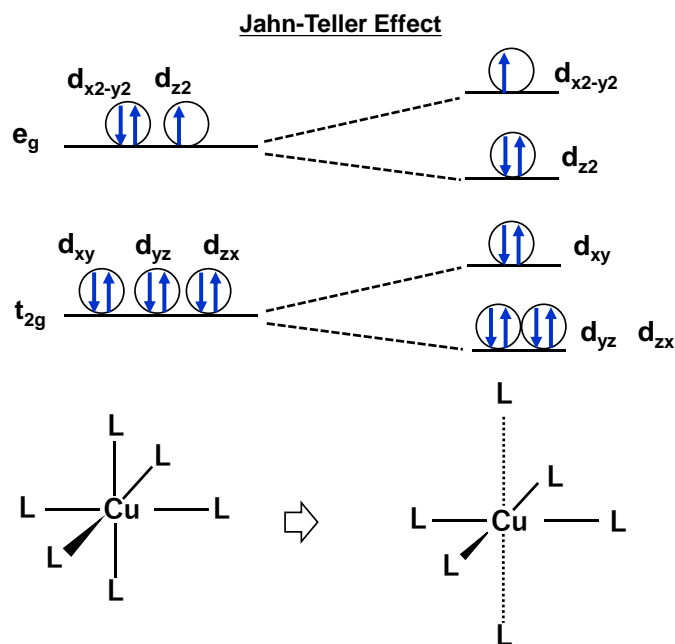 Jahn-Teller Effect
dx2-y2 dz2
eg
dx2-y2
dz2
dxy dyz dzx
t2g
dxy
dyz dzx
L
L
L Cu L
L
L
L
L
L Cu L
L
L